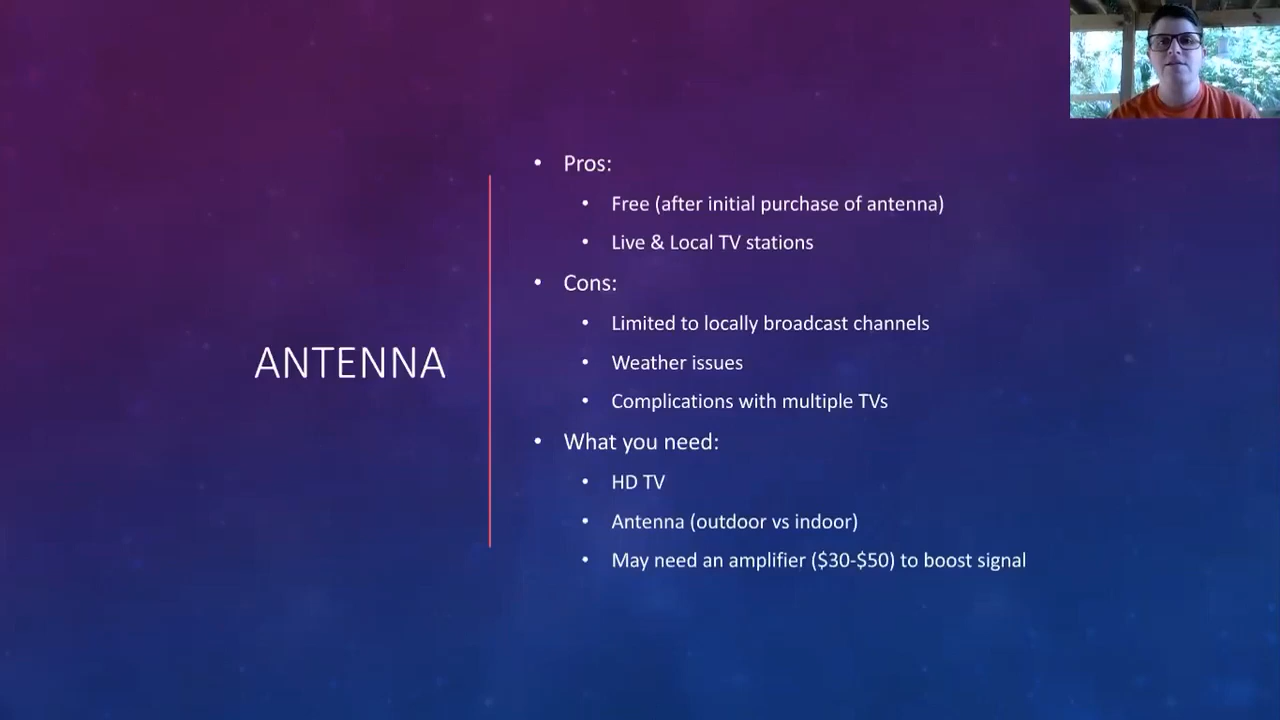 ANTENNA
• Pros:
• Free (after initial purchase of antenna)
• Live & Local TV stations
• Cons:
• Limited to locally broadcast channels
• Weather issues
• Complications with multiple TVs
• What you need:
• HD TV
• Antenna (outdoor vs indoor)
• May need an amplifier ($30-$50) to boost signal